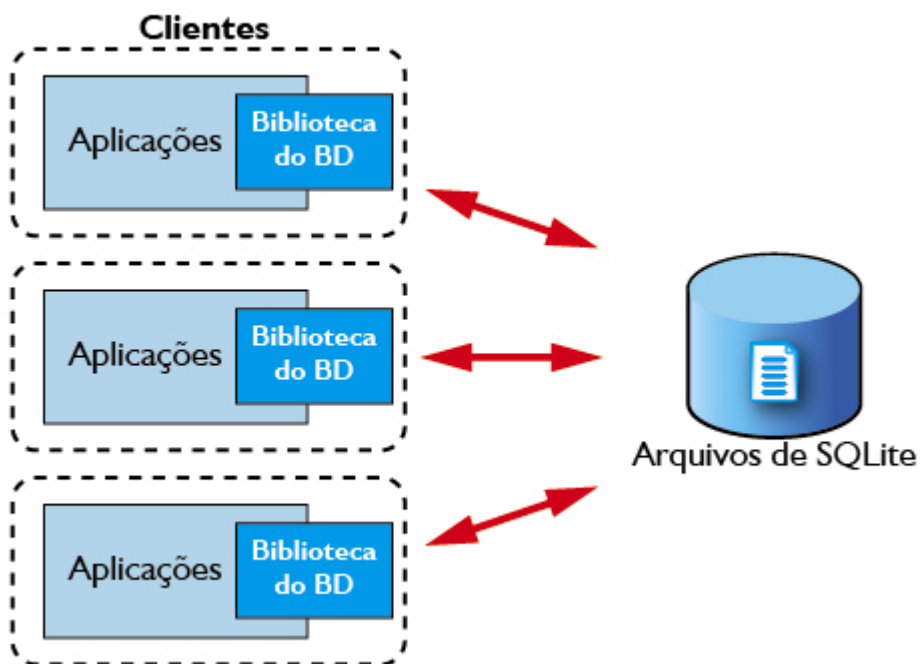 Clientes
Aplicações
Biblioteca
do BD
Aplicações
Biblioteca
do BD
Aplicações
Biblioteca
do BD
Arquivos de SQLite